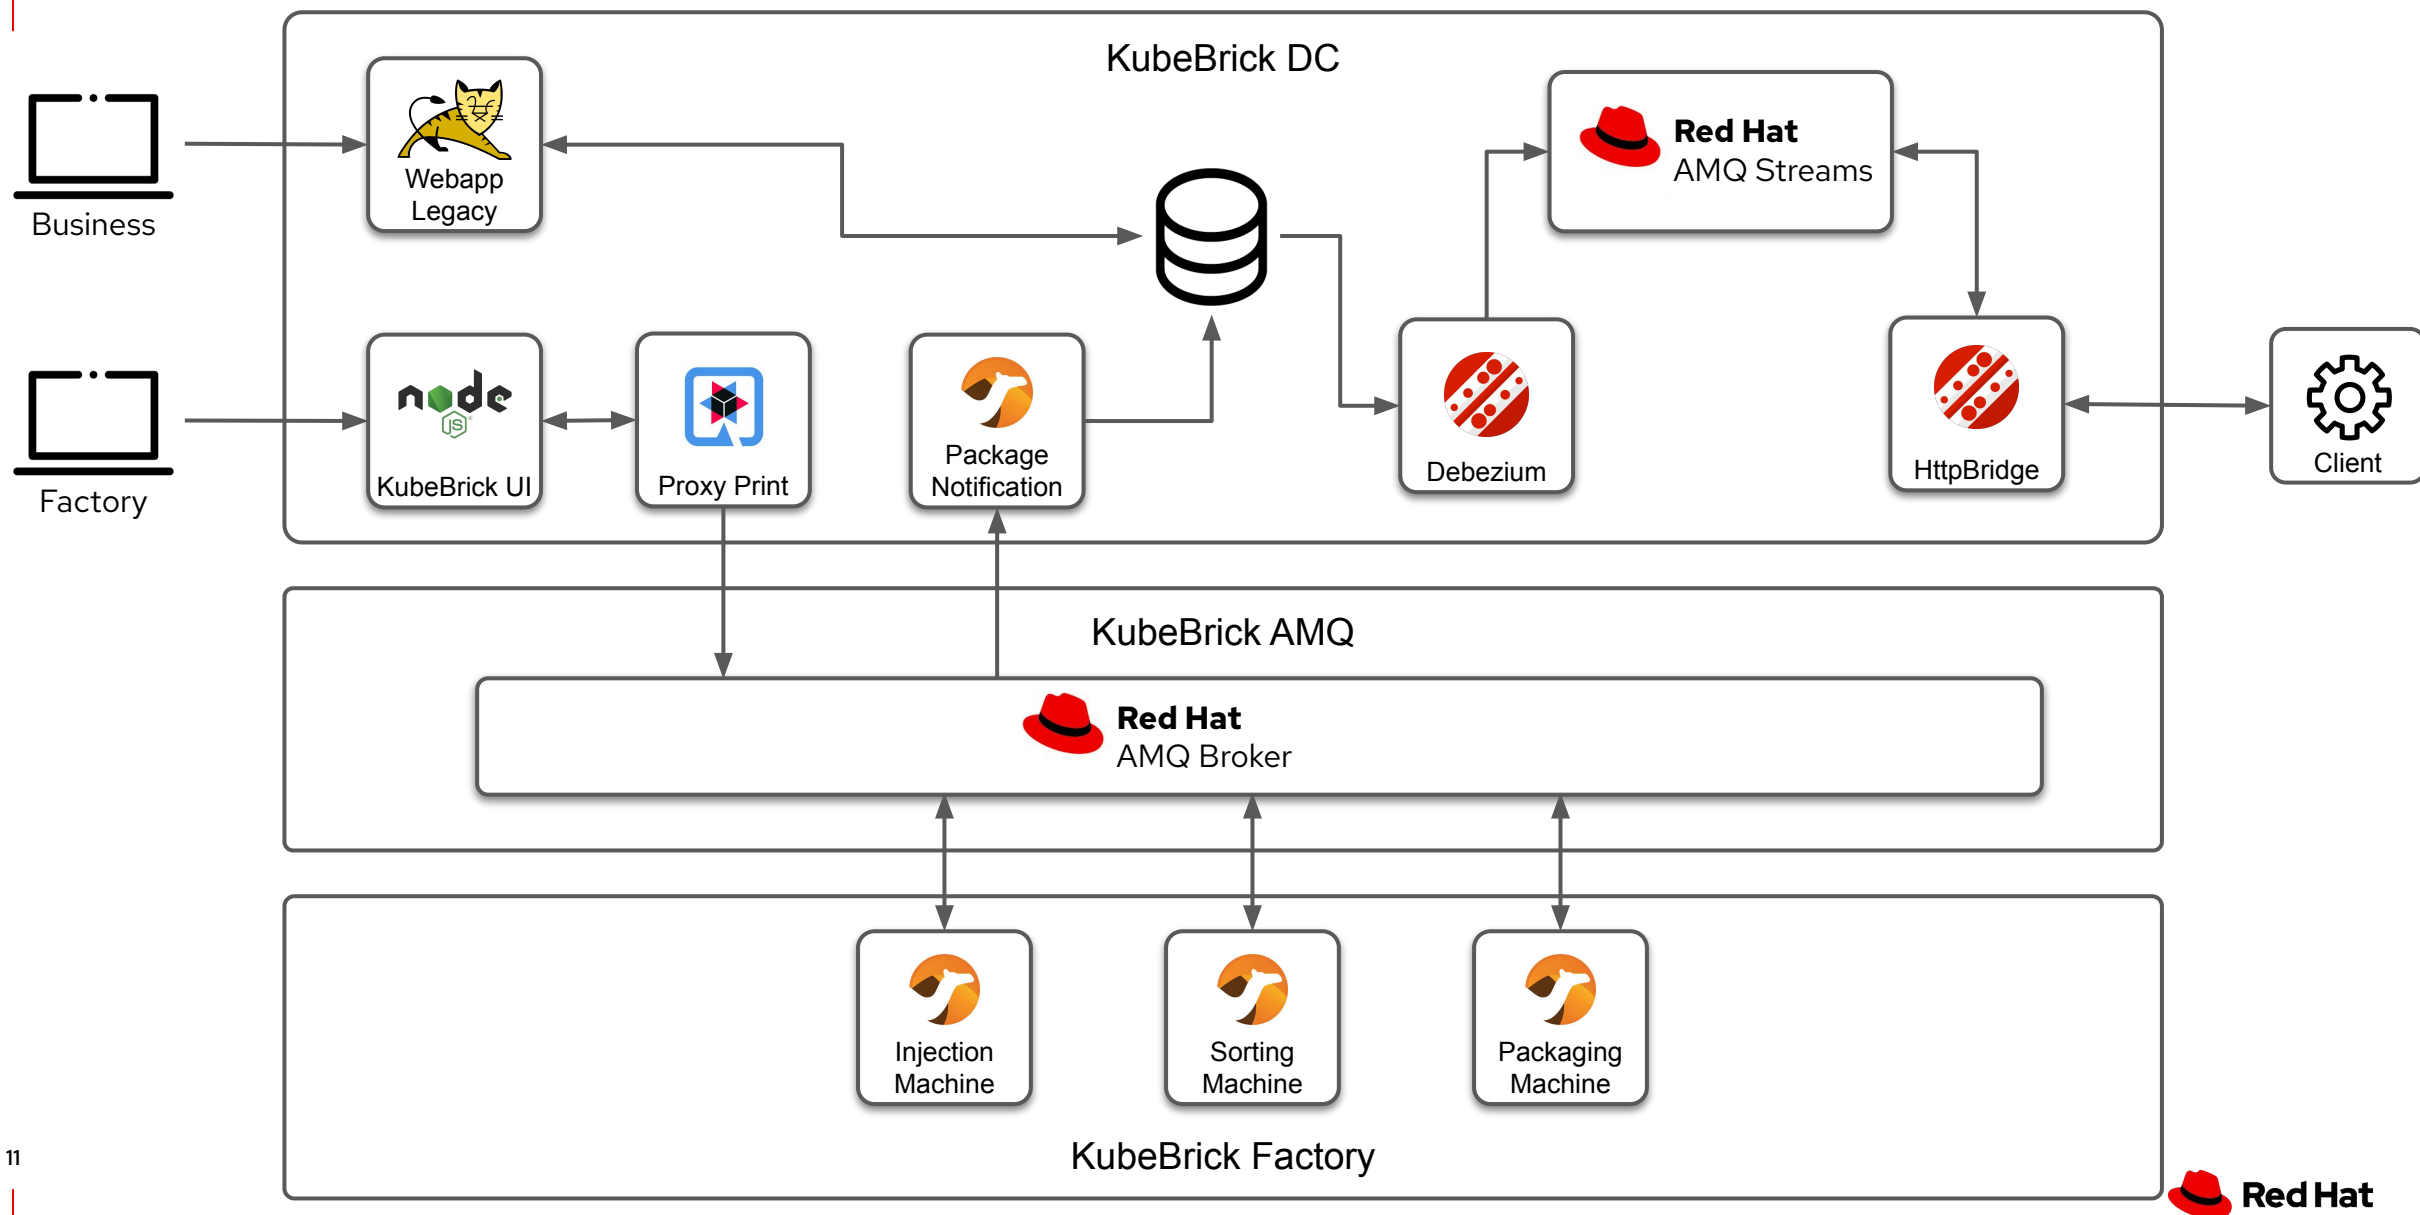 KubeBrick DC
Webapp
Legacy
Business
Red Hat
AMQ Streams
node
JS
KubeBrick UI
Factory
Proxy Print
Package
Notification
Debezium
HttpBridge
Client
KubeBrick AMQ
Red Hat
AMQ Broker
Injection
Machine
Sorting
Machine
Packaging
Machine
KubeBrick Factory
11
Red Hat